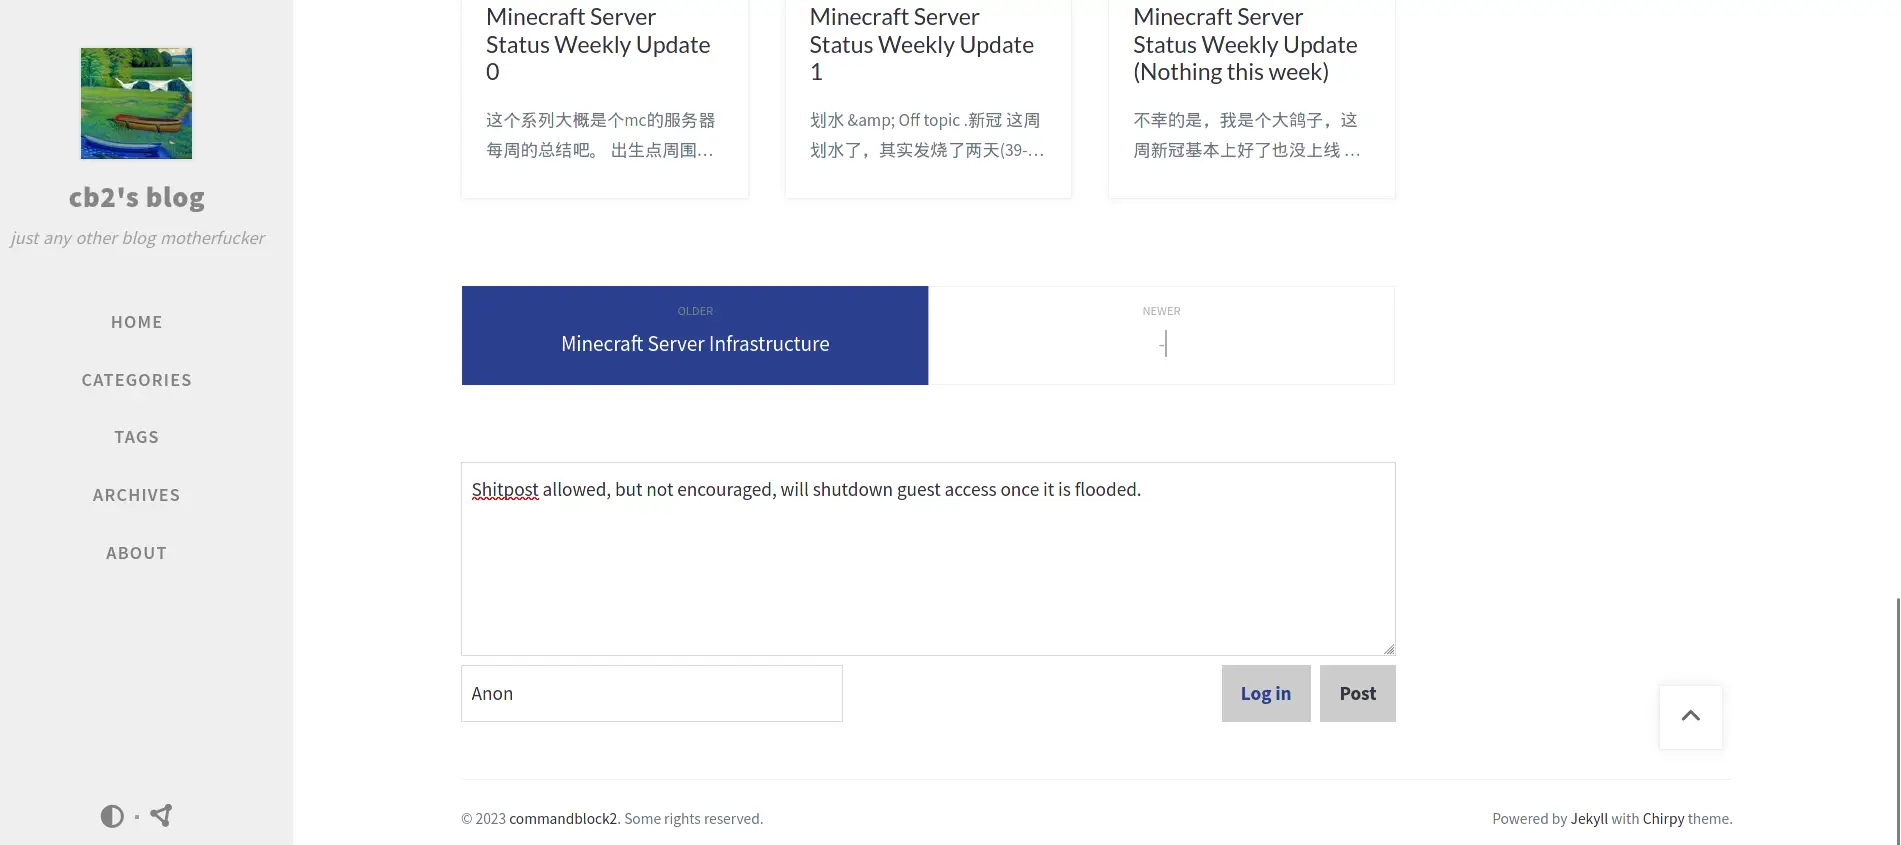 cb2's blog
just any other blog motherfucker
HOME
CATEGORIES
TAGS
ARCHIVES
ABOUT
Minecraft Server
Status Weekly Update
0
这个系列大概是个mc的服务器
每周的总结吧。 出生点周围…
Minecraft Server
Status Weekly Update
1
划水 &amp; Off topic .新冠 这周
划水了，其实发烧了两天(39-…
Minecraft Server
Status Weekly Update
(Nothing this week)
不幸的是，我是个大鸽子，这
周新冠基本上好了也没上线 …
OLDER
Minecraft Server Infrastructure
NEWER
-
Shitpost allowed, but not encouraged, will shutdown guest access once it is flooded.
Anon
Log in
Post
© 2023 commandblock2. Some rights reserved.
Powered by Jekyll with Chirpy theme.